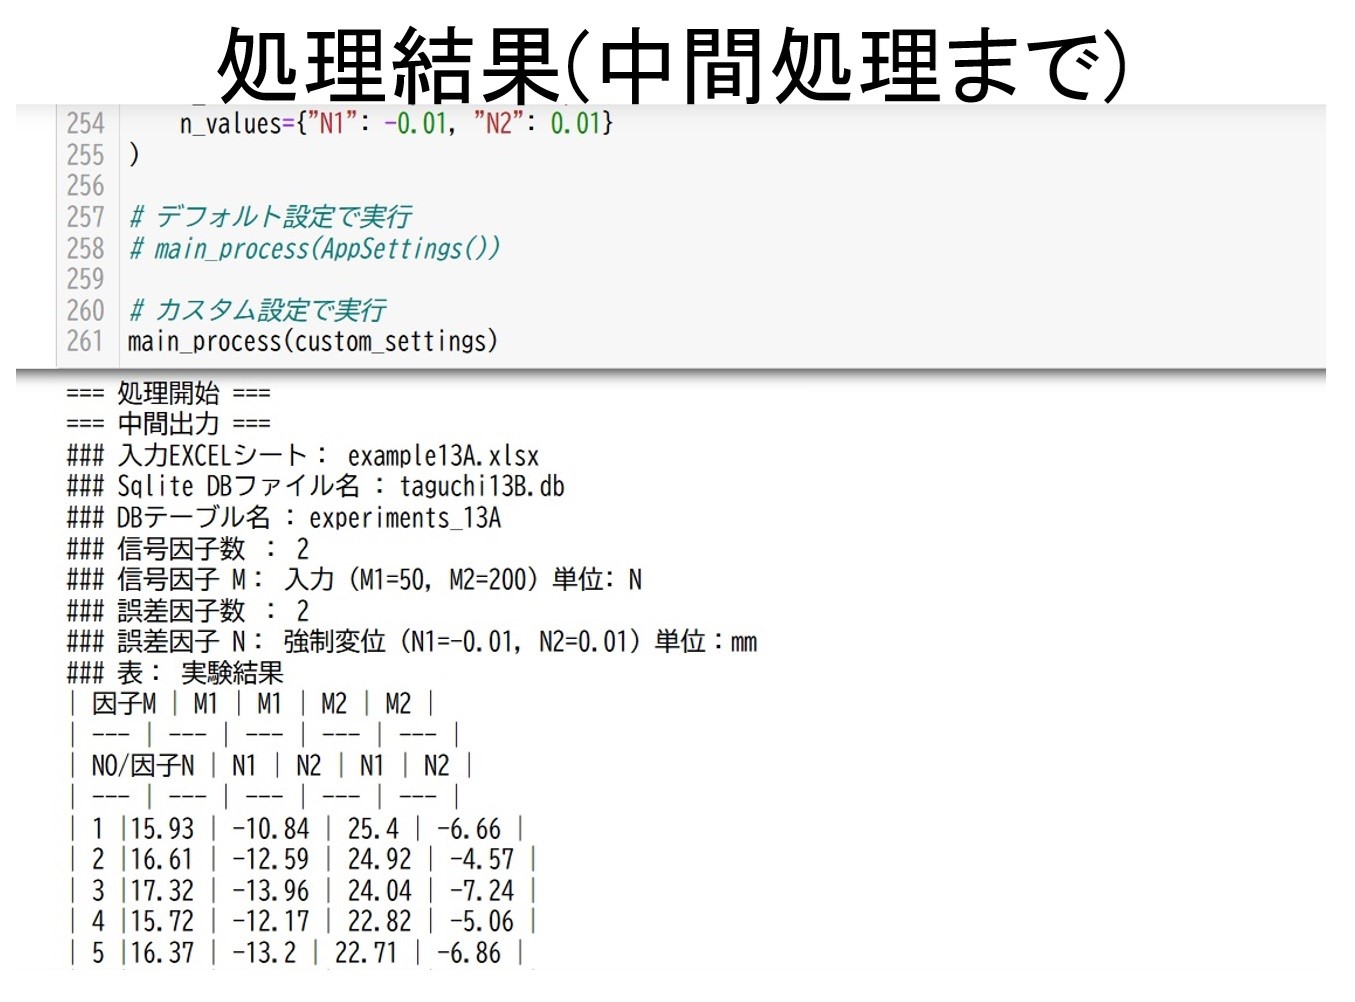 処理結果(中間処理まで)
254 n_values={"N1": -0.01, "N2": 0.01}
255 )
256
257 # デフォルト設定で実行
258 # main_process(AppSettings())
259
260 # カスタム設定で実行
261 main_process(custom_settings)
=== 処理開始 ===
=== 中間出力 ===
### 入力EXCELシート： example13A.xlsx
### Sqlite DBファイル名 ： taguchi13B.db
### DBテーブル名 ： experiments_13A
### 信号因子数 ： 2
### 信号因子 M： 入力（M1=50, M2=200）単位: N
### 誤差因子数 ： 2
### 誤差因子 N： 強制変位（N1=-0.01, N2=0.01）単位：mm
### 表： 実験結果
| 因子M | M1 | M1 | M2 | M2 |
| --- | --- | --- | --- | --- |
| NO/因子N | N1 | N2 | N1 | N2 |
| --- | --- | --- | --- | --- |
| 1 |15.93 | -10.84 | 25.4 | -6.66 |
| 2 |16.61 | -12.59 | 24.92 | -4.57 |
| 3 |17.32 | -13.96 | 24.04 | -7.24 |
| 4 |15.72 | -12.17 | 22.82 | -5.06 |
| 5 |16.37 | -13.2 | 22.71 | -6.86 |